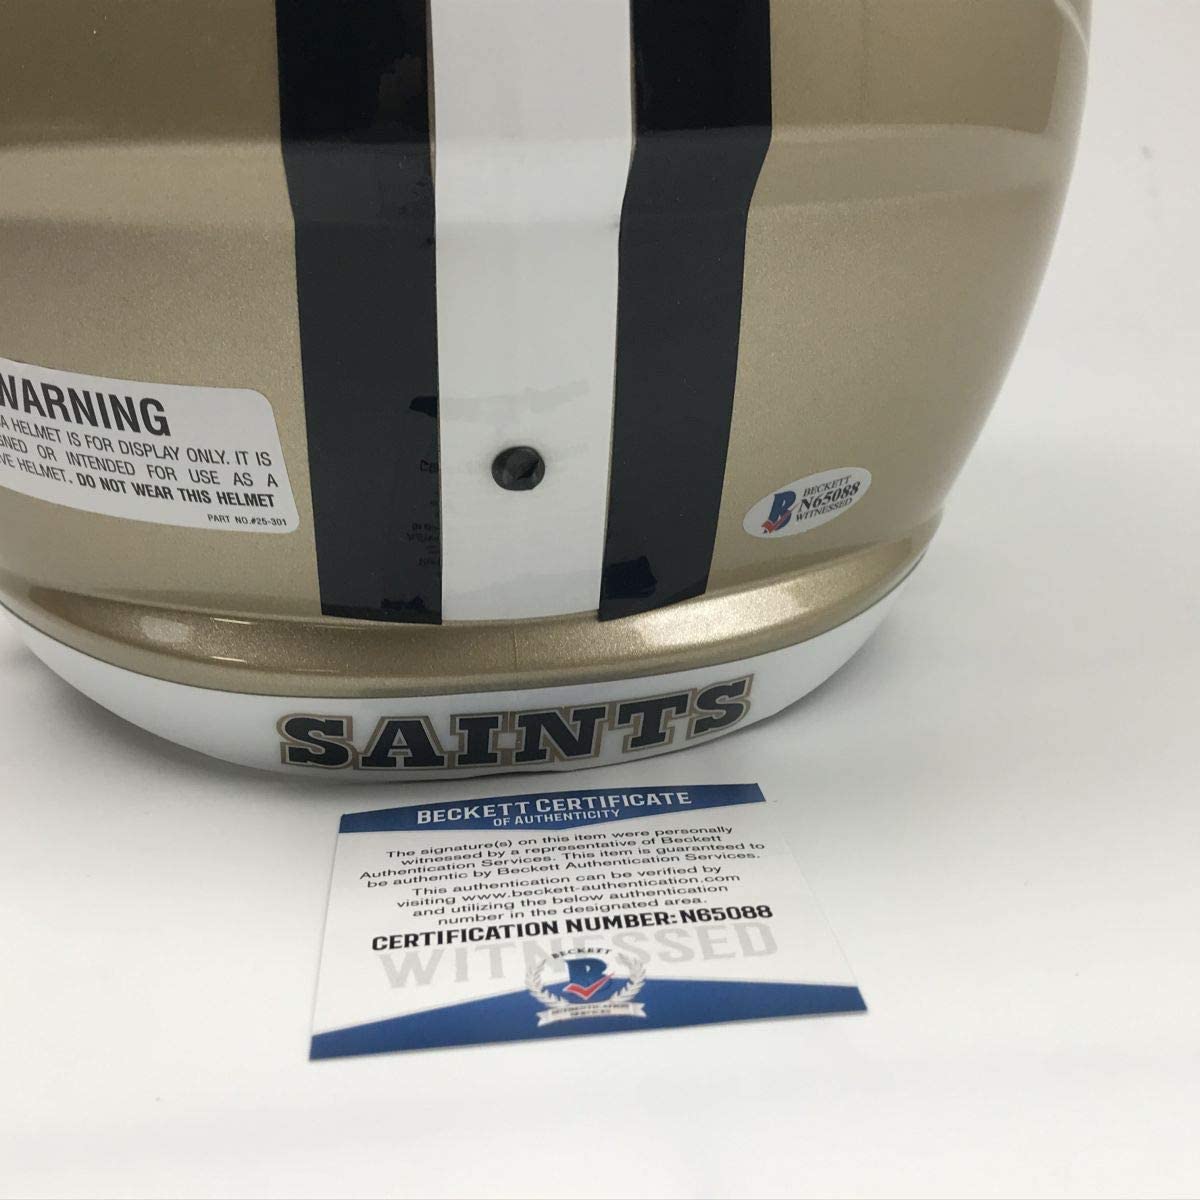 WARNING
A HELMET IS FOR DISPLAY ONLY. IT IS
OR INTENDED FOR USE AS A
HELMET. DO NOT WEAR THIS HELMET
PART NO.#25-301
BECKETT
N65088
WITNESSED
SAINTS
BECKETT CERTIFICATE
OF AUTHENTICITY
The signature(s) on this item were personally
witnessed by a representative of Beckett
Authentication Services. This item is guaranteed to
be authentic by Beckett Authentication Services.
This authentication can be verified by
visiting www.beckett-authentication.com
and utilizing the below authentication
number in the designated area.
CERTIFICATION NUMBER: N65088
WITNESSED
BECKETT
B
AUTHENTICATION
SERVICES